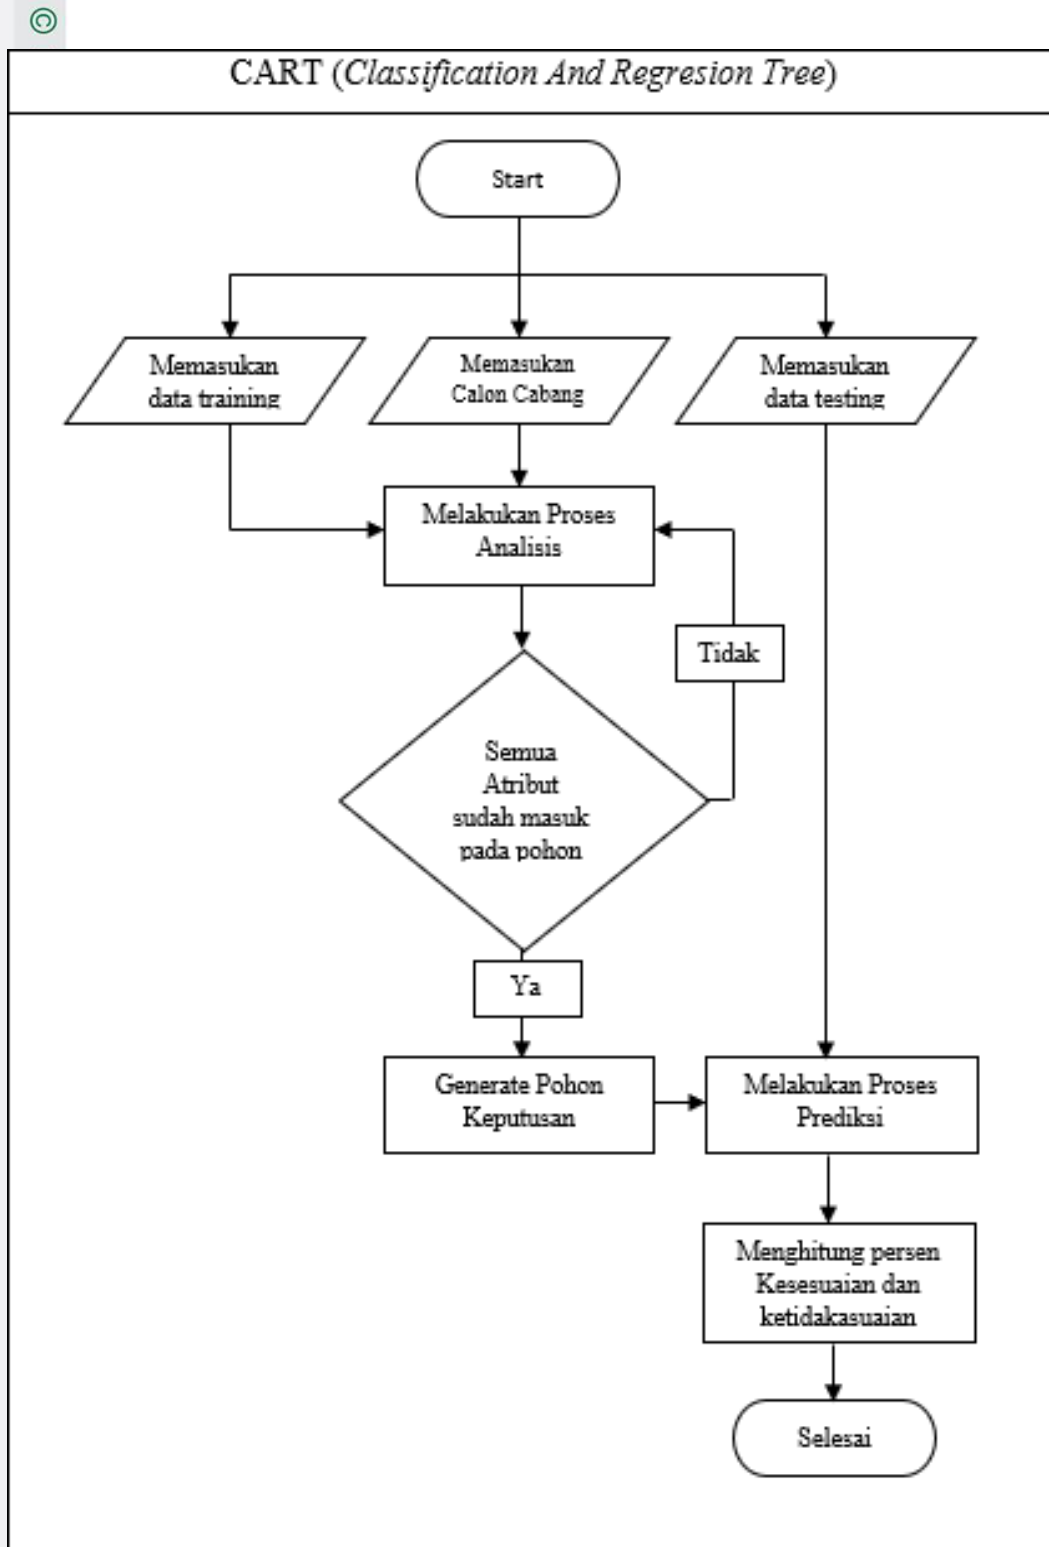 ©
CART (Classification And Regresion Tree)
Start
Memasukan
data training
Memasukan
Calon Cabang
Memasukan
data testing
Melakukan Proses
Analisis
Tidak
Semua
Atribut
sudah masuk
pada pohon
Ya
Generate Pohon
Keputusan
Melakukan Proses
Prediksi
Menghitung persen
Kesesuaian dan
ketidakasuaian
Selesai